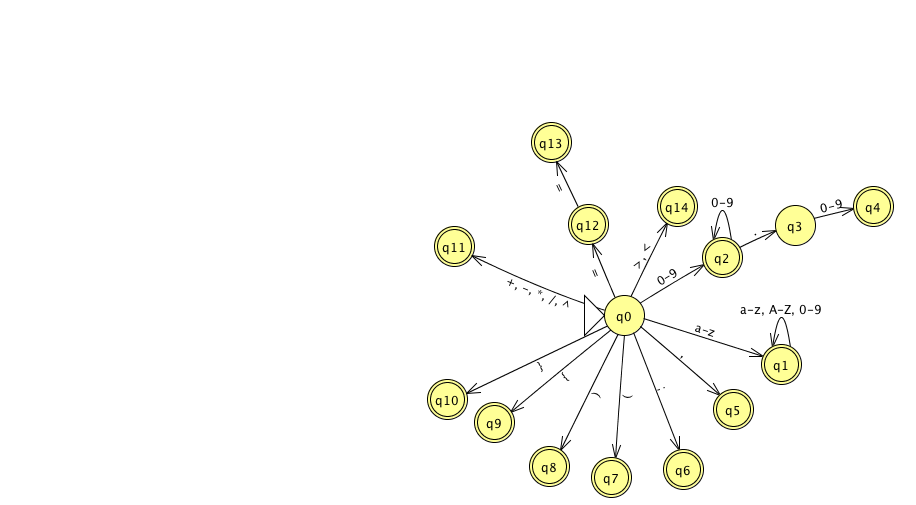 q13
=
q14
0-9
0-9
q4
q12
.
q3
q11
>,<
q2
=
0-9
+, -, *, /, ^
a-z, A-Z, 0-9
q0
a-z
q1
}
{
)
(
q10
q9
q5
q8
q7
q6